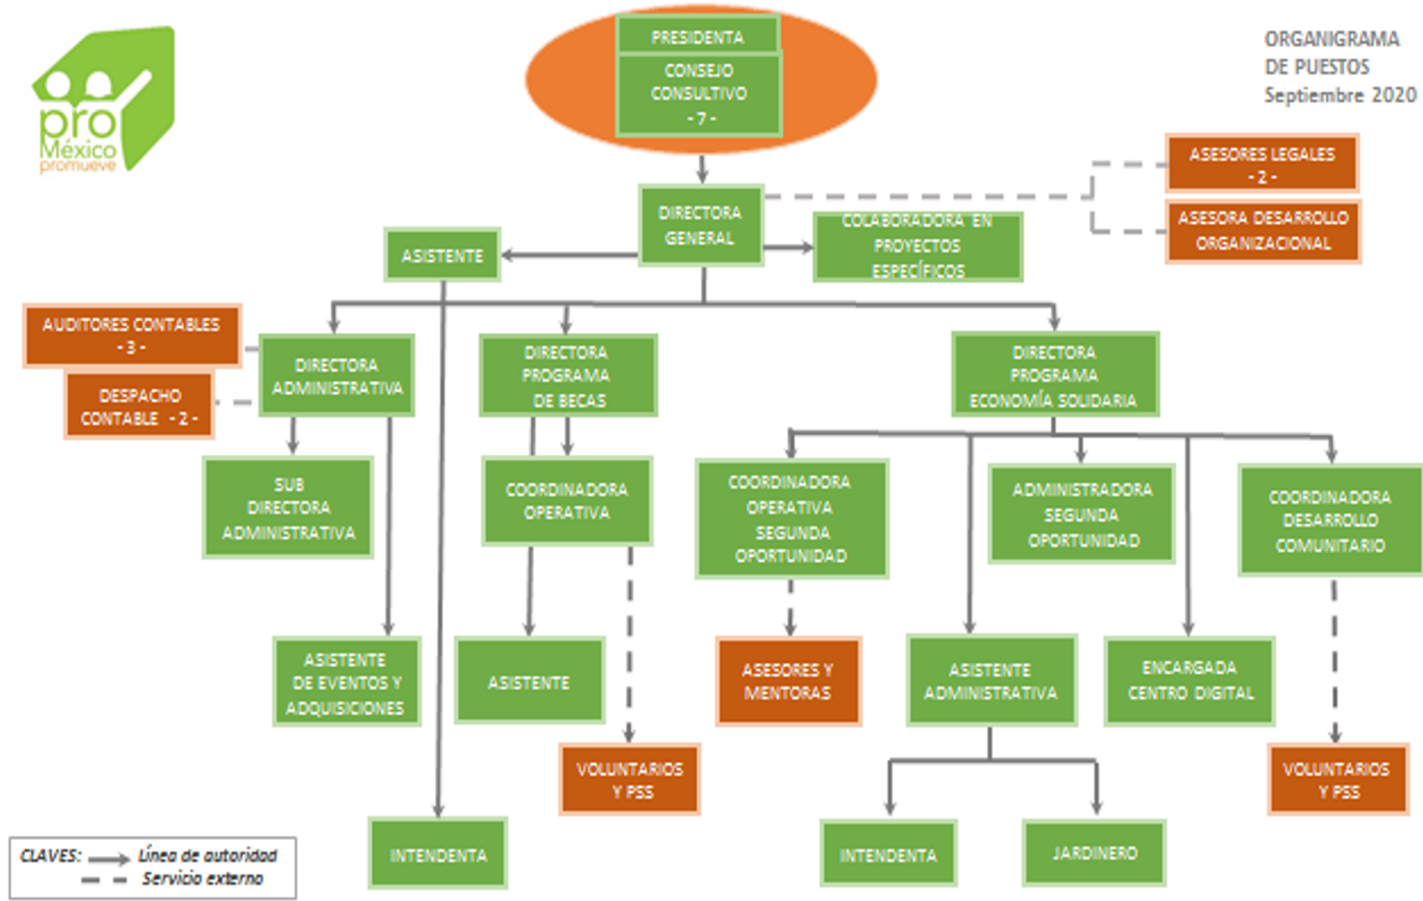 pro
México
promueve
PRESIDENTA
CONSEJO
CONSULTIVO
- 7 -
ORGANIGRAMA
DE PUESTOS
Septiembre 2020
ASESORES LEGALES
- 2 -
ASESORA DESARROLLO
ORGANIZACIONAL
DIRECTORA
GENERAL
COLABORADORA EN
PROYECTOS
ESPECÍFICOS
ASISTENTE
AUDITORES CONTABLES
- 3 -
DESPACHO
CONTABLE - 2 -
DIRECTORA
ADMINISTRATIVA
DIRECTORA
PROGRAMA
DE BECAS
DIRECTORA
PROGRAMA
ECONOMÍA SOLIDARIA
SUB
DIRECTORA
ADMINISTRATIVA
COORDINADORA
OPERATIVA
COORDINADORA
OPERATIVA
SEGUNDA
OPORTUNIDAD
ADMINISTRADORA
SEGUNDA
OPORTUNIDAD
COORDINADORA
DESARROLLO
COMUNITARIO
ASISTENTE
DE EVENTOS Y
ADQUISICIONES
ASISTENTE
ASESORES Y
MENTORAS
ASISTENTE
ADMINISTRATIVA
ENCARGADA
CENTRO DIGITAL
VOLUNTARIOS
Y PSS
VOLUNTARIOS
Y PSS
INTENDENTA
INTENDENTA
JARDINERO
CLAVES: Línea de autoridad
Servicio externo